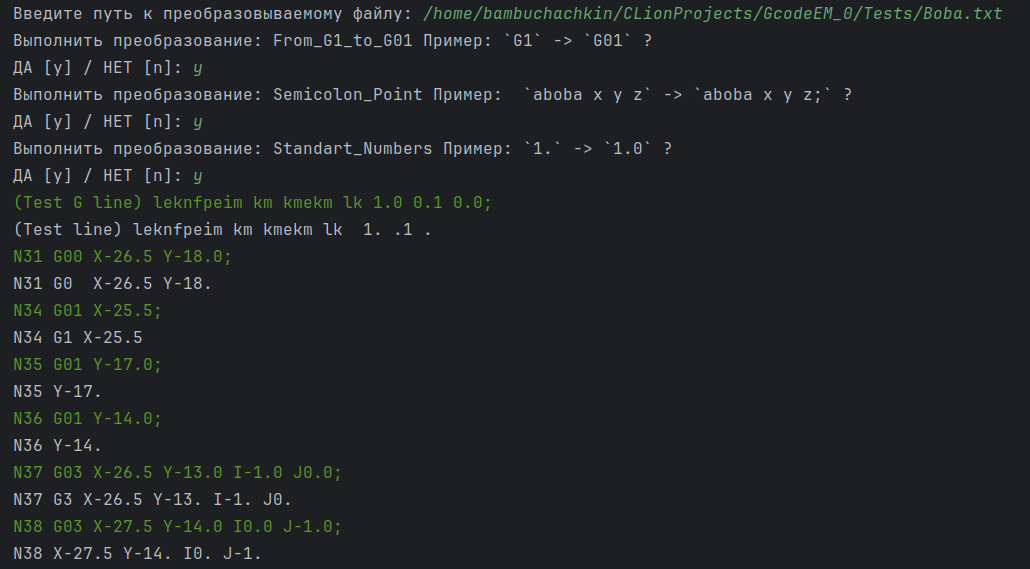 Введите путь к преобразовываемому файлу: /home/bambuchachkin/CLionProjects/GcodeEM_0/Tests/Boba.txt
Выполнить преобразование: From_G1_to_G01 Пример: `G1` -> `G01` ?
ДА [y] / НЕТ [n]: y
Выполнить преобразование: Semicolon_Point Пример:  `aboba x y z` -> `aboba x y z;` ?
ДА [y] / НЕТ [n]: y
Выполнить преобразование: Standart_Numbers Пример: `1.` -> `1.0` ?
ДА [y] / НЕТ [n]: y
(Test G line) leknfpeim km kmekm lk 1.0 0.1 0.0;
(Test line) leknfpeim km kmekm lk  1. .1 .
N31 G00 X-26.5 Y-18.0;
N31 G0  X-26.5 Y-18.
N34 G01 X-25.5;
N34 G1 X-25.5
N35 G01 Y-17.0;
N35 Y-17.
N36 G01 Y-14.0;
N36 Y-14.
N37 G03 X-26.5 Y-13.0 I-1.0 J0.0;
N37 G3 X-26.5 Y-13. I-1. J0.
N38 G03 X-27.5 Y-14.0 I0.0 J-1.0;
N38 X-27.5 Y-14. I0. J-1.